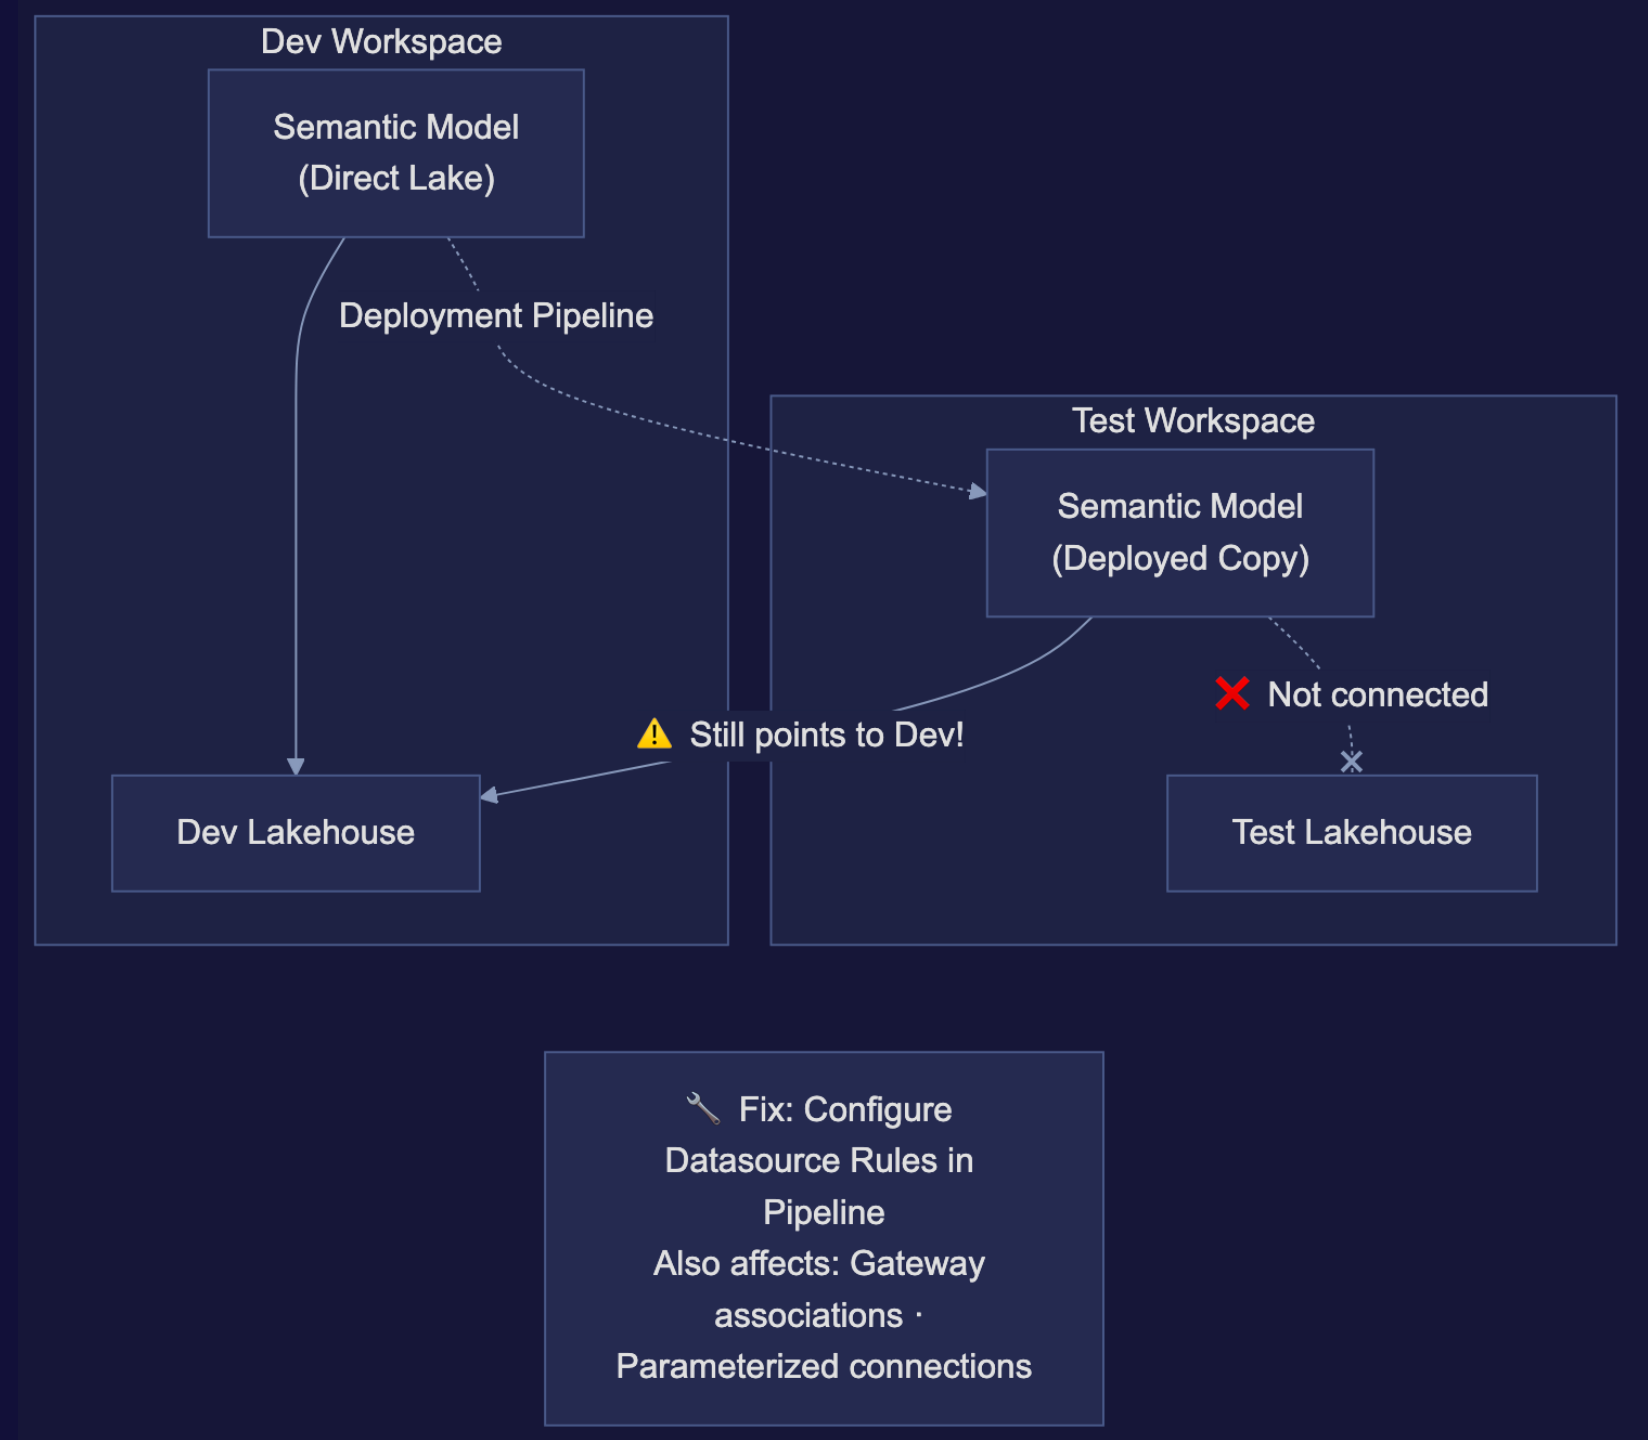 Dev Workspace
Semantic Model
(Direct Lake)
Deployment Pipeline
Test Workspace
Semantic Model
(Deployed Copy)
❌ Not connected
⚠️ Still points to Dev!
Dev Lakehouse
Test Lakehouse
🔧 Fix: Configure
Datasource Rules in
Pipeline
Also affects: Gateway
associations ·
Parameterized connections